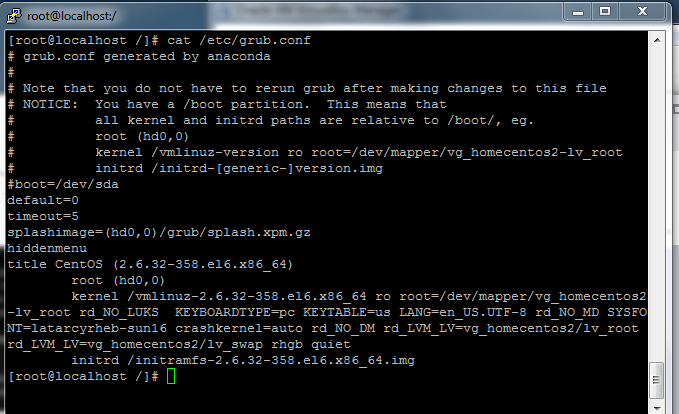 root@localhost:/
[root@localhost /]# cat /etc/grub.conf
# grub.conf generated by anaconda
#
# Note that you do not have to rerun grub after making changes to this file
# NOTICE:  You have a /boot partition.  This means that
#          all kernel and initrd paths are relative to /boot/, eg.
#          root (hd0,0)
#          kernel /vmlinuz-version ro root=/dev/mapper/vg_homecentos2-lv_root
#          initrd /initrd-[generic-]version.img
#boot=/dev/sda
default=0
timeout=5
splashimage=(hd0,0)/grub/splash.xpm.gz
hiddenmenu
title CentOS (2.6.32-358.el6.x86_64)
        root (hd0,0)
        kernel /vmlinuz-2.6.32-358.el6.x86_64 ro root=/dev/mapper/vg_homecentos2
-lv_root rd_NO_LUKS  KEYBOARDTYPE=pc KEYTABLE=us LANG=en_US.UTF-8 rd_NO_MD SYSFO
NT=latarcyrheb-sun16 crashkernel=auto rd_NO_DM rd_LVM_LV=vg_homecentos2/lv_root
rd_LVM_LV=vg_homecentos2/lv_swap rhgb quiet
        initrd /initramfs-2.6.32-358.el6.x86_64.img
[root@localhost /]#